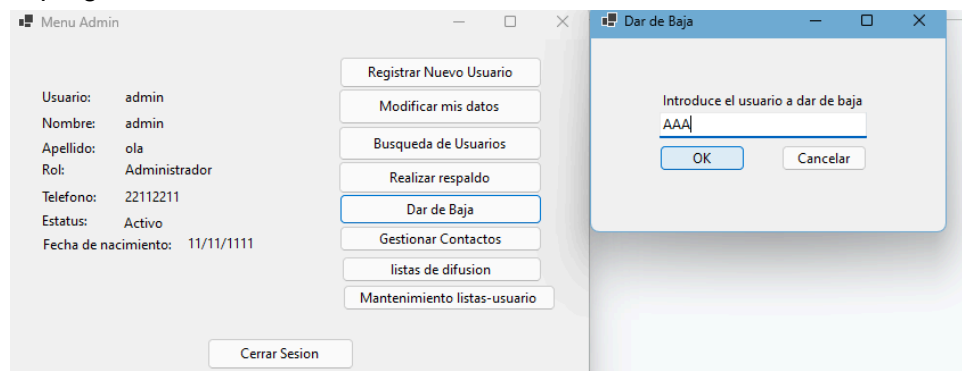 Menu Admin
Registrar Nuevo Usuario
Usuario: admin
Modificar mis datos
Nombre: admin
Apellido: ola
Busqueda de Usuarios
Rol: Administrador
Realizar respaldo
Telefono: 22112211
Dar de Baja
Estatus: Activo
Fecha de nacimiento: 11/11/1111
Gestionar Contactos
listas de difusion
Mantenimiento listas-usuario
Cerrar Sesion
Dar de Baja
Introduce el usuario a dar de baja
AAA
OK Cancelar